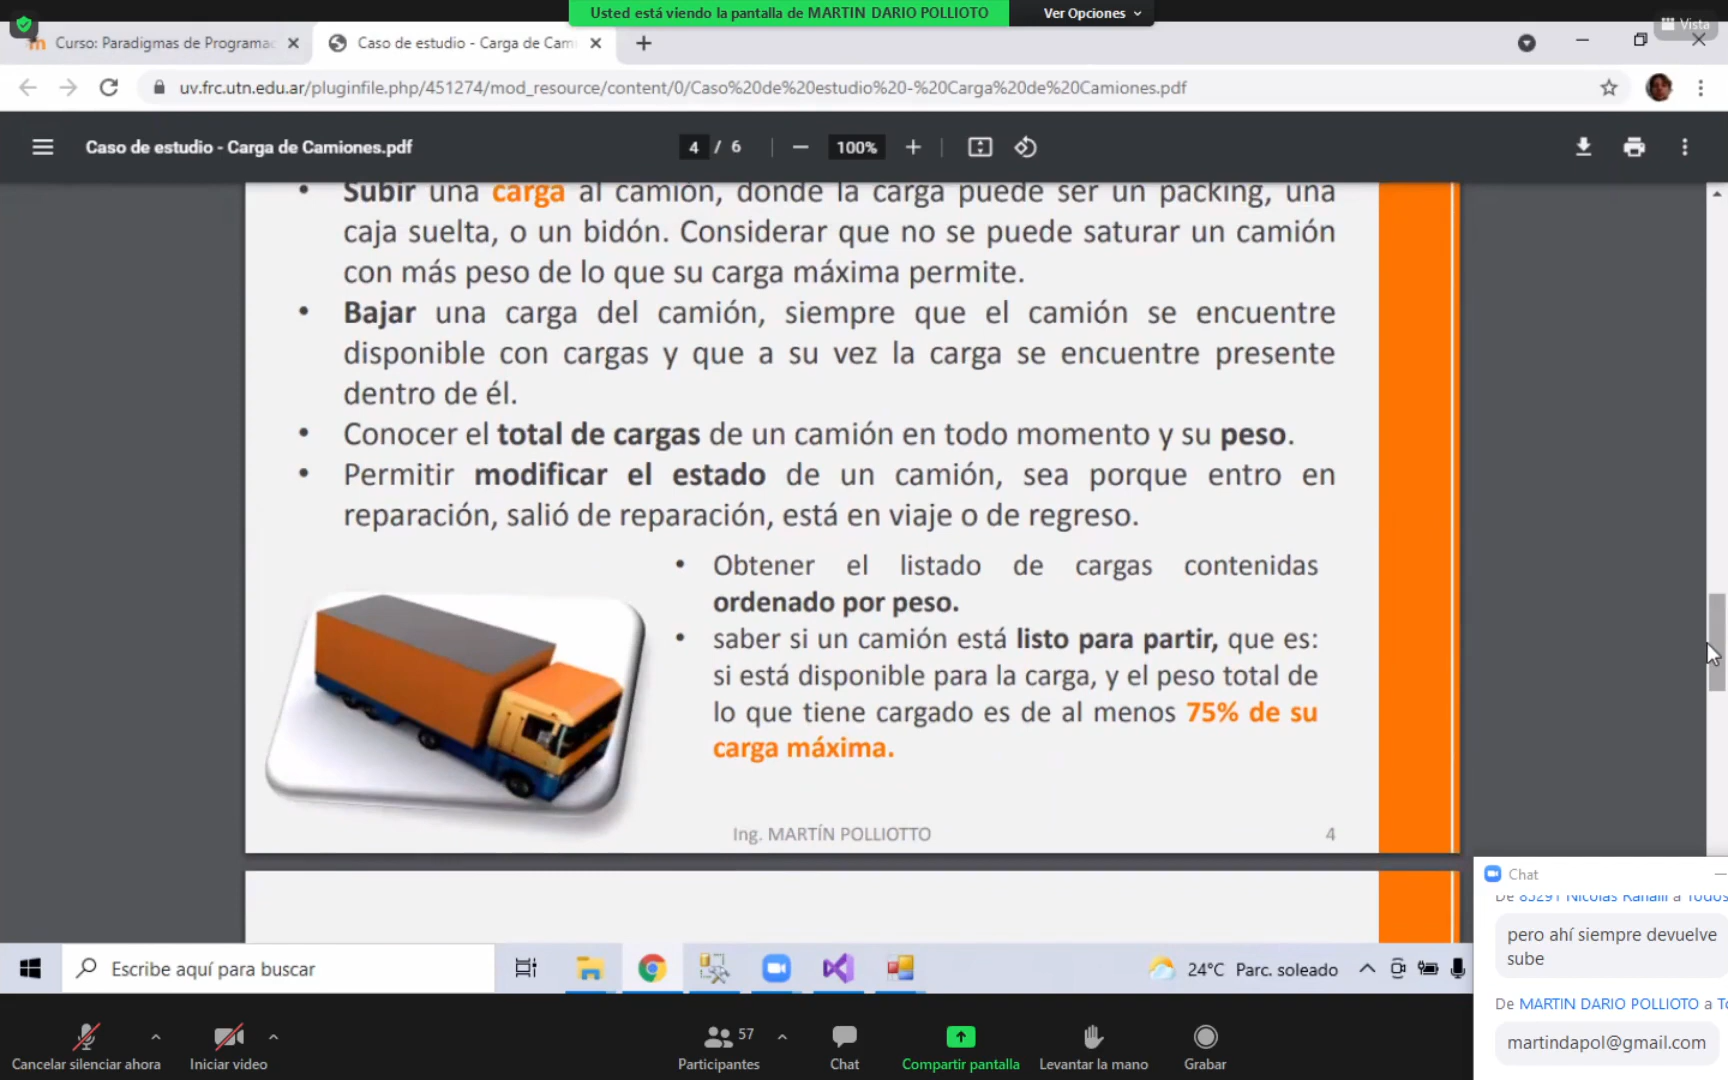 Usted está viendo la pantalla de MARTIN DARIO POLLIOTO
Ver Opciones
Vista
Curso: Paradigmas de Programac
Caso de estudio - Carga de Cam
uv.frc.utn.edu.ar/pluginfile.php/451274/mod_resource/content/0/Caso%20de%20estudio%20-%20Carga%20de%20Camiones.pdf
Caso de estudio - Carga de Camiones.pdf
4 / 6
100%
• Subir una carga al camión, donde la carga puede ser un packing, una
caja suelta, o un bidón. Considerar que no se puede saturar un camión
con más peso de lo que su carga máxima permite.
• Bajar una carga del camión, siempre que el camión se encuentre
disponible con cargas y que a su vez la carga se encuentre presente
dentro de él.
• Conocer el total de cargas de un camión en todo momento y su peso.
• Permitir modificar el estado de un camión, sea porque entro en
reparación, salió de reparación, está en viaje o de regreso.
• Obtener el listado de cargas contenidas
ordenado por peso.
• saber si un camión está listo para partir, que es:
si está disponible para la carga, y el peso total de
lo que tiene cargado es de al menos 75% de su
carga máxima.
Ing. MARTÍN POLLIOTTO
4
Chat
De 85291 Nicolas Ranalli a Todos
pero ahí siempre devuelve
sube
De MARTIN DARIO POLLIOTO a To
martindapol@gmail.com
Escribe aquí para buscar
24°C Parc. soleado
Cancelar silenciar ahora
Iniciar video
57
Participantes
Chat
Compartir pantalla
Levantar la mano
Grabar